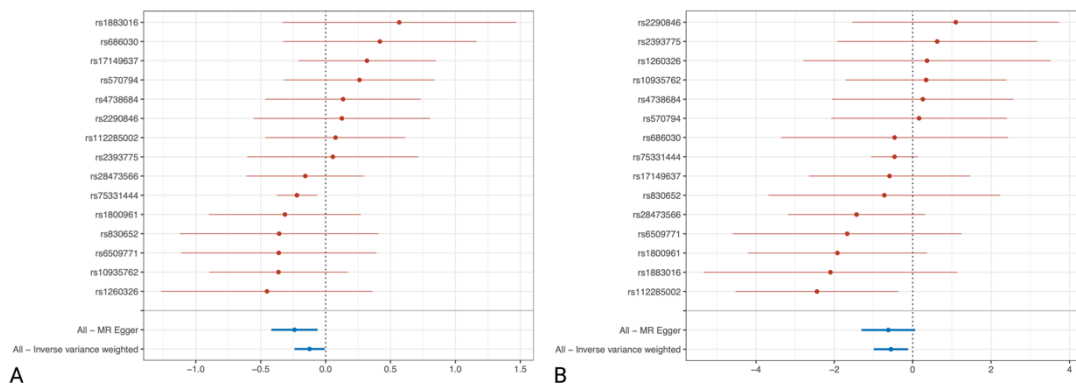 rs1883016
rs686030
rs17149637
rs570794
rs4738684
rs2290846
rs112285002
rs2393775
rs28473566
rs75331444
rs1800961
rs830652
rs6509771
rs10935762
rs1260326
All − MR Egger
All − Inverse variance weighted
−1.0 −0.5 0.0 0.5 1.0 1.5
A
rs2290846
rs2393775
rs1260326
rs10935762
rs4738684
rs570794
rs686030
rs75331444
rs17149637
rs830652
rs28473566
rs6509771
rs1800961
rs1883016
rs112285002
All − MR Egger
All − Inverse variance weighted
−4 −2 0 2 4
B